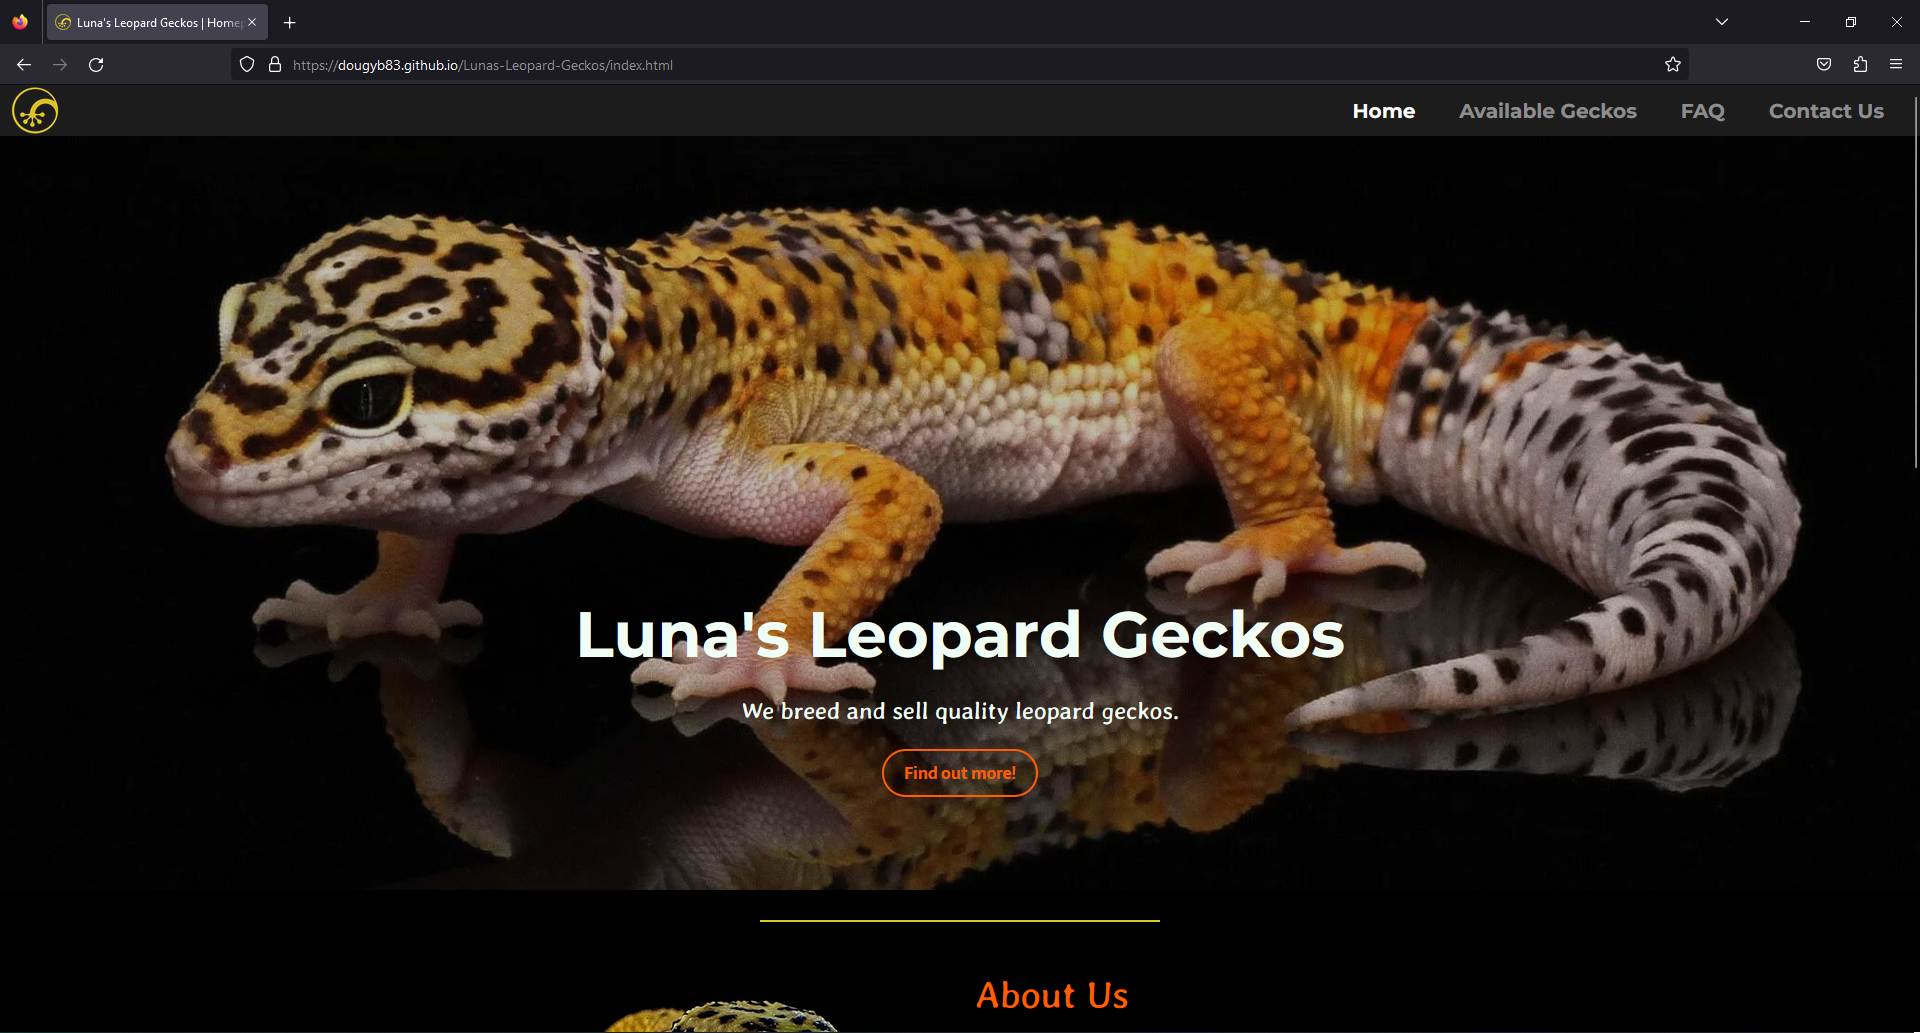 Luna's Leopard Geckos | Home
https://dougyb83.github.io/Lunas-Leopard-Geckos/index.html
Home Available Geckos FAQ Contact Us
Luna's Leopard Geckos
We breed and sell quality leopard geckos.
Find out more!
About Us